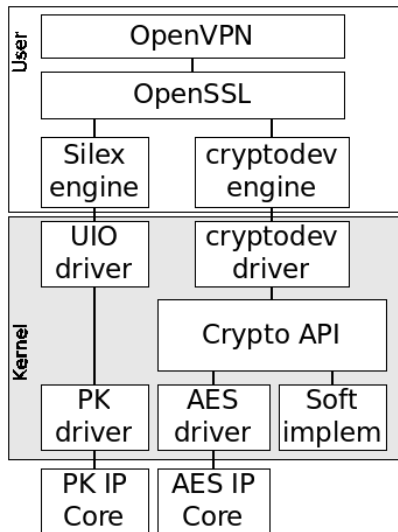 User
OpenVPN
OpenSSL
Silex
engine
cryptodev
engine
Kernel
UIO
driver
cryptodev
driver
Crypto API
PK
driver
AES
driver
Soft
implem
PK IP
Core
AES IP
Core